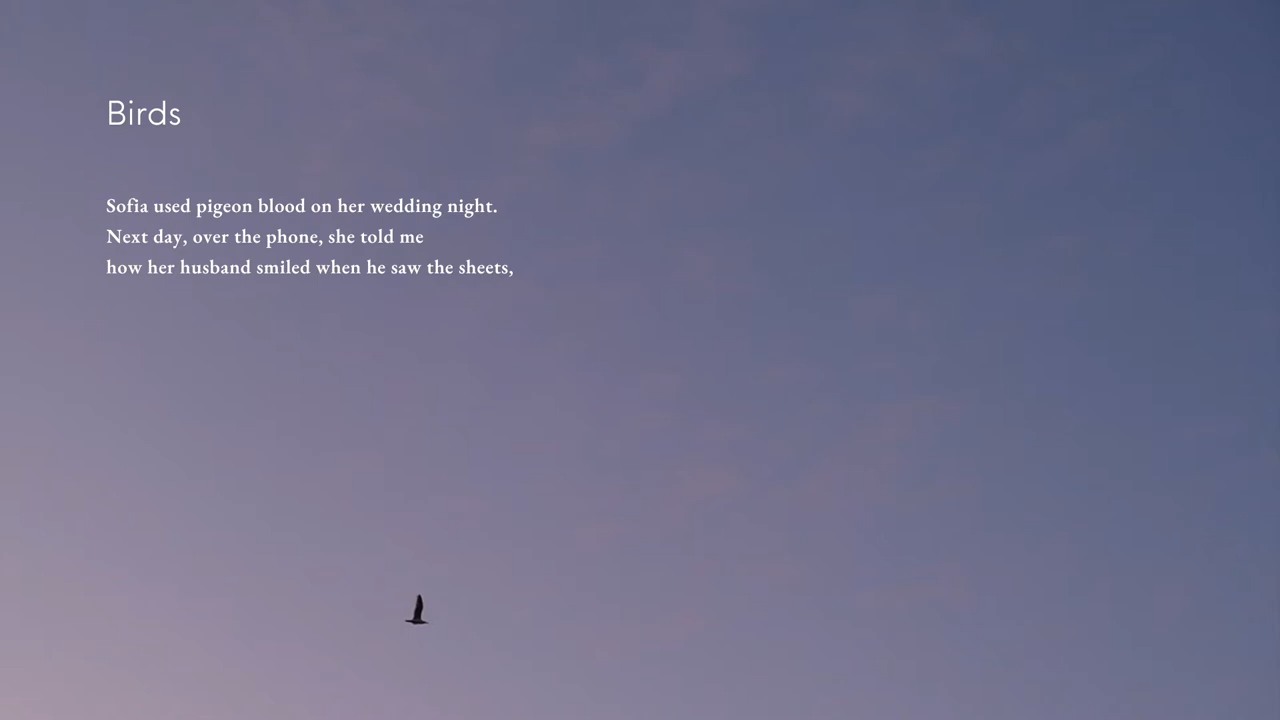 Birds
Sofia used pigeon blood on her wedding night.
Next day, over the phone, she told me
how her husband smiled when he saw the sheets,